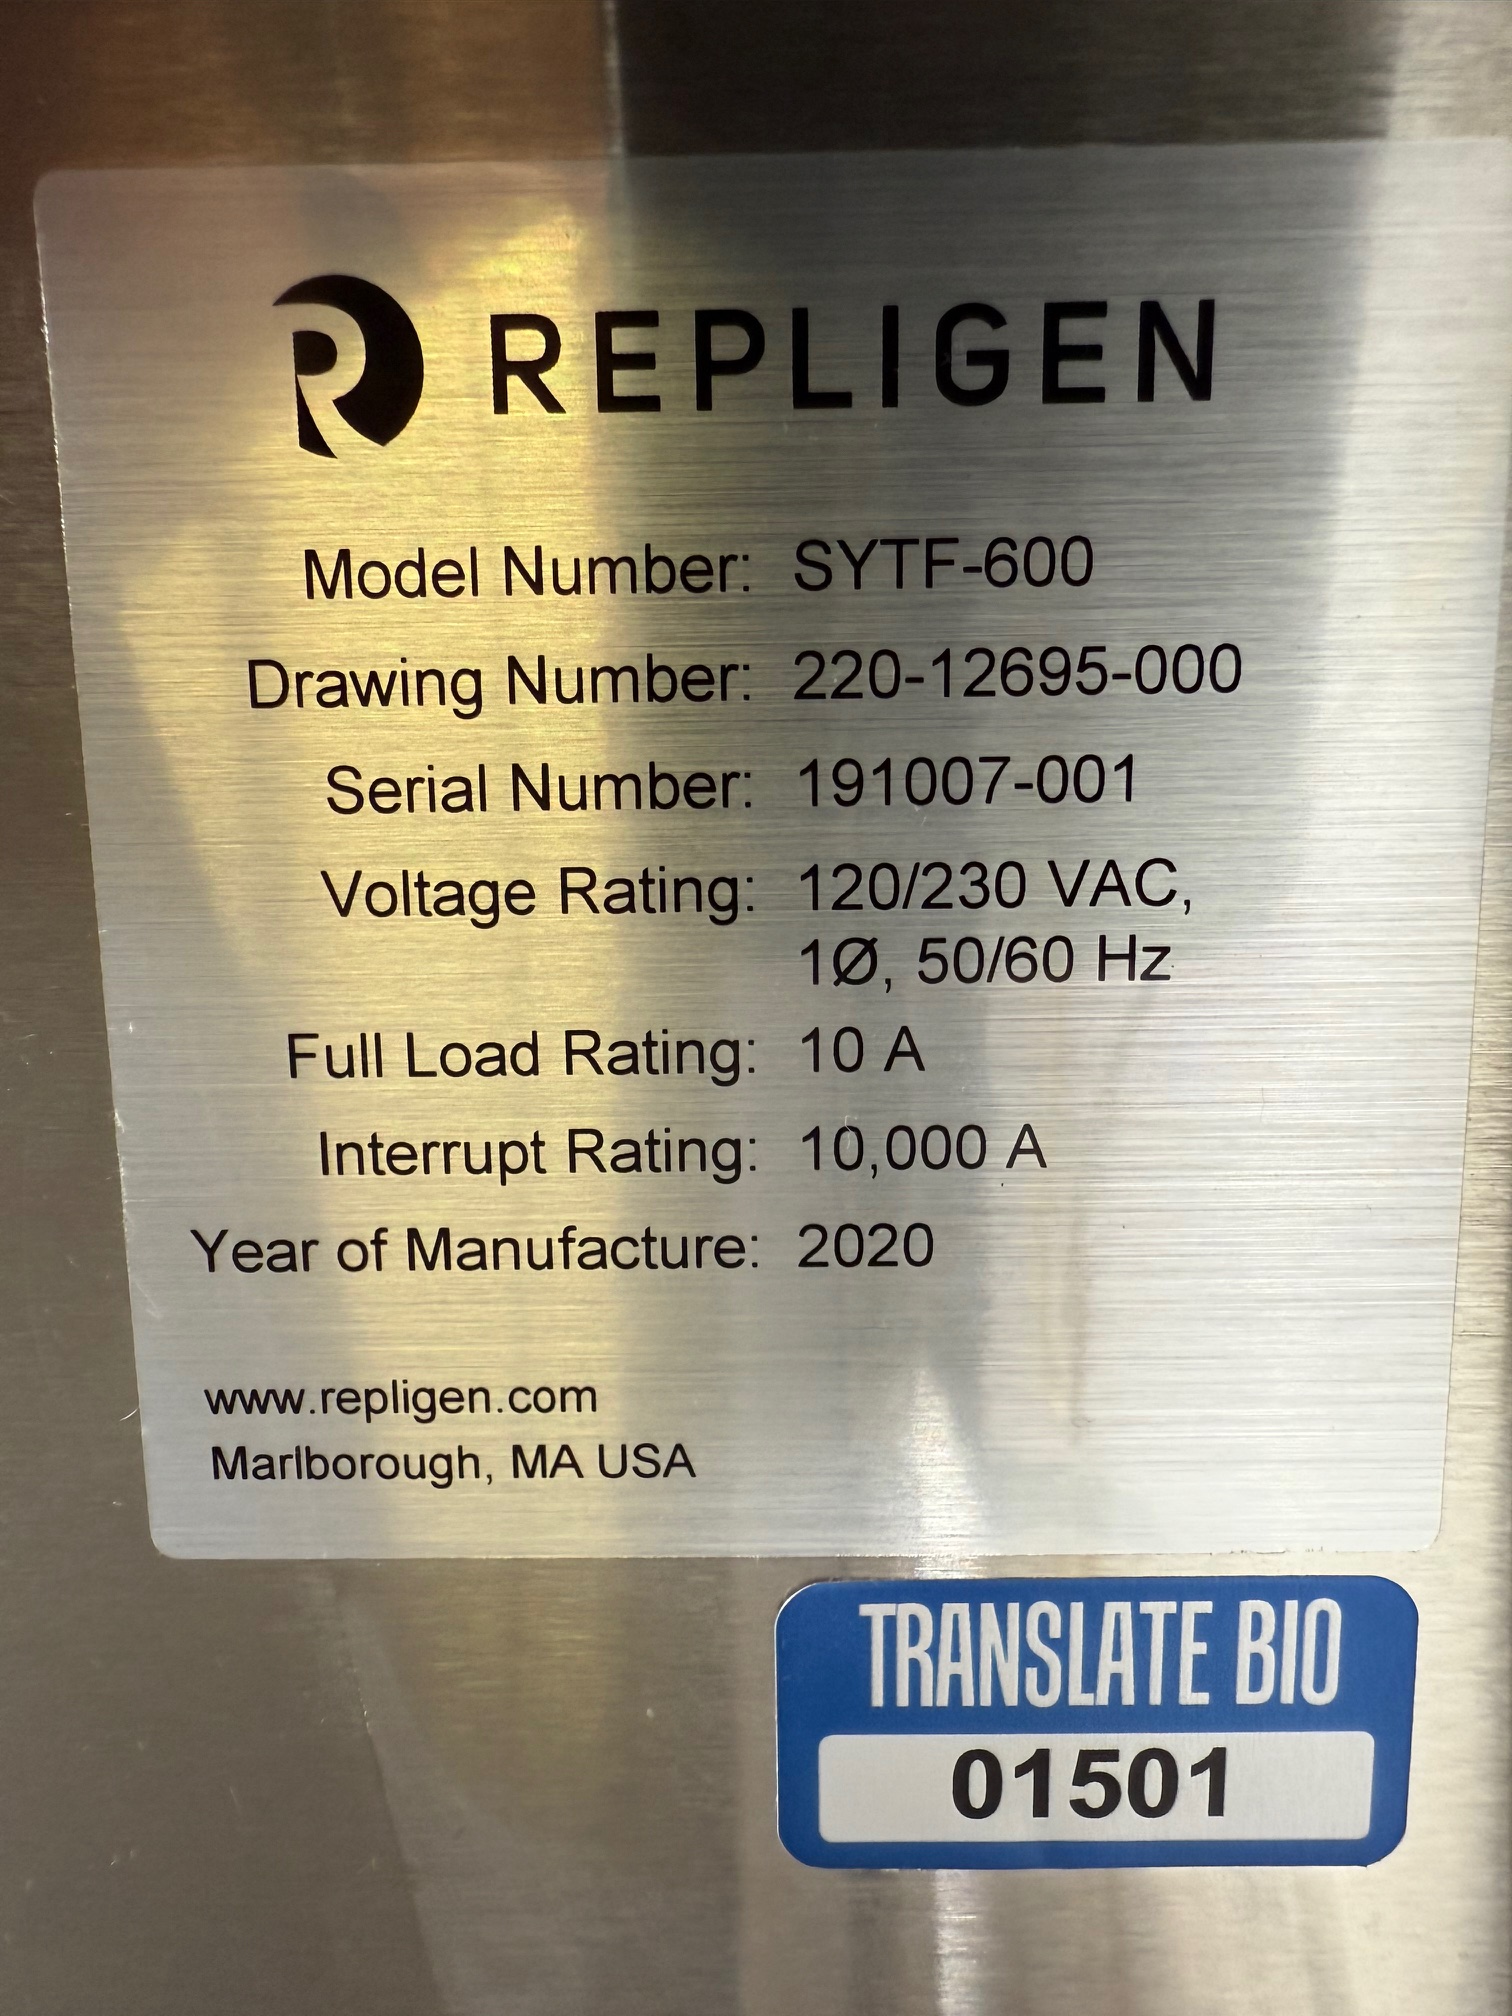 REPLIGEN
Model Number: SYTF-600
Drawing Number: 220-12695-000
Serial Number: 191007-001
Voltage Rating: 120/230 VAC,
1Ø, 50/60 Hz
Full Load Rating: 10 A
Interrupt Rating: 10,000 A
Year of Manufacture: 2020
www.repligen.com
Marlborough, MA USA
TRANSLATE BIO
01501